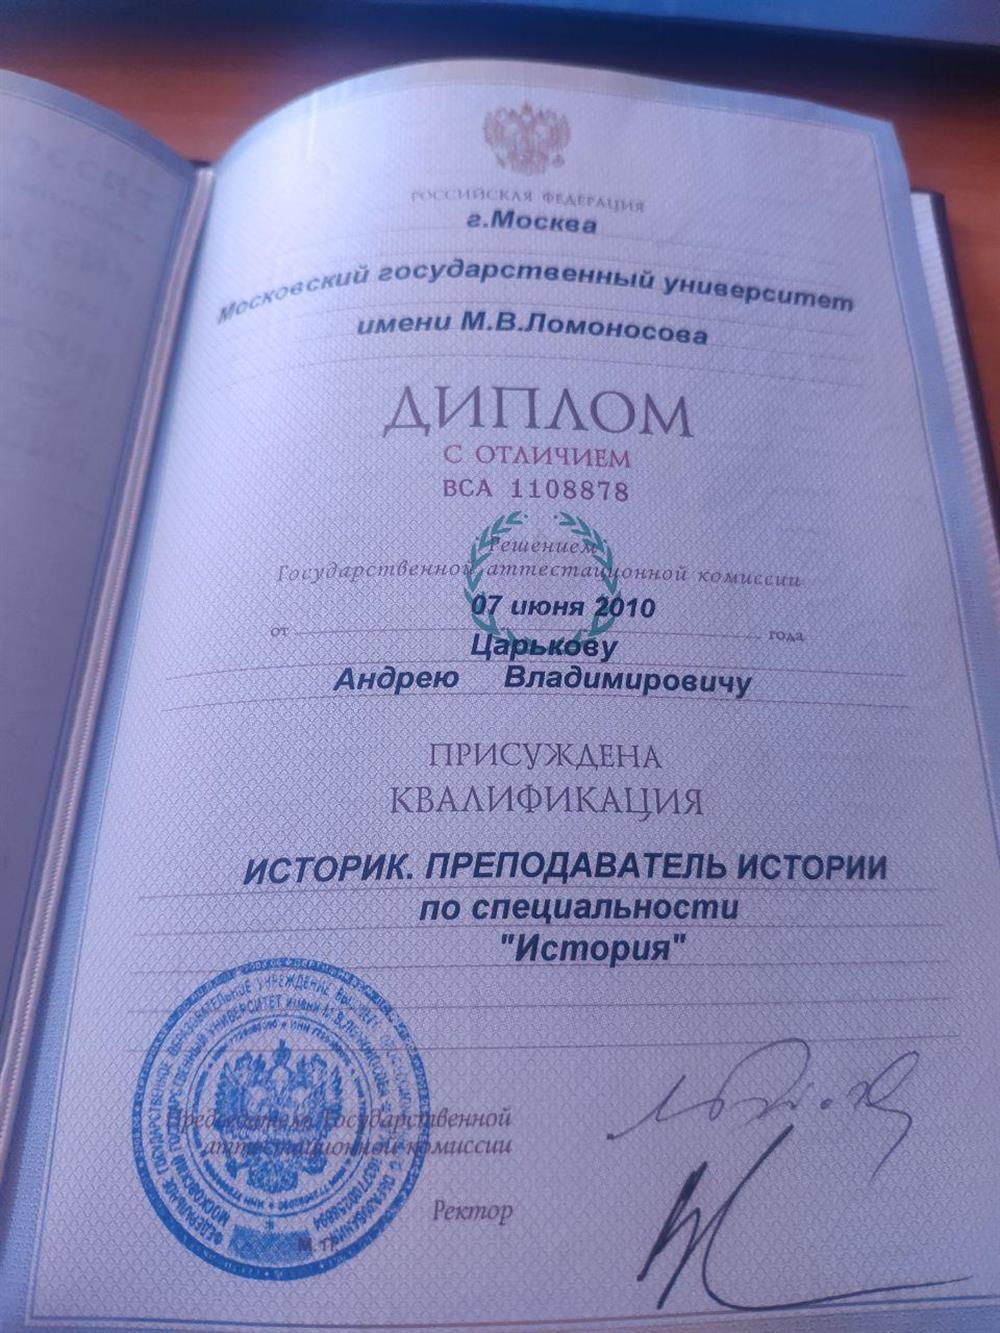 РОССИЙСКАЯ ФЕДЕРАЦИЯ
г.Москва
Московский государственный университет
имени М.В.Ломоносова
ДИПЛОМ
С ОТЛИЧИЕМ
ВСА 1108878
Решением
Государственной аттестационной комиссии
07 июня 2010
от года
Царькову
Андрею Владимировичу
ПРИСУЖДЕНА
КВАЛИФИКАЦИЯ
ИСТОРИК. ПРЕПОДАВАТЕЛЬ ИСТОРИИ
по специальности
"История"
Председатель Государственной
аттестационной комиссии
Ректор
М.П.